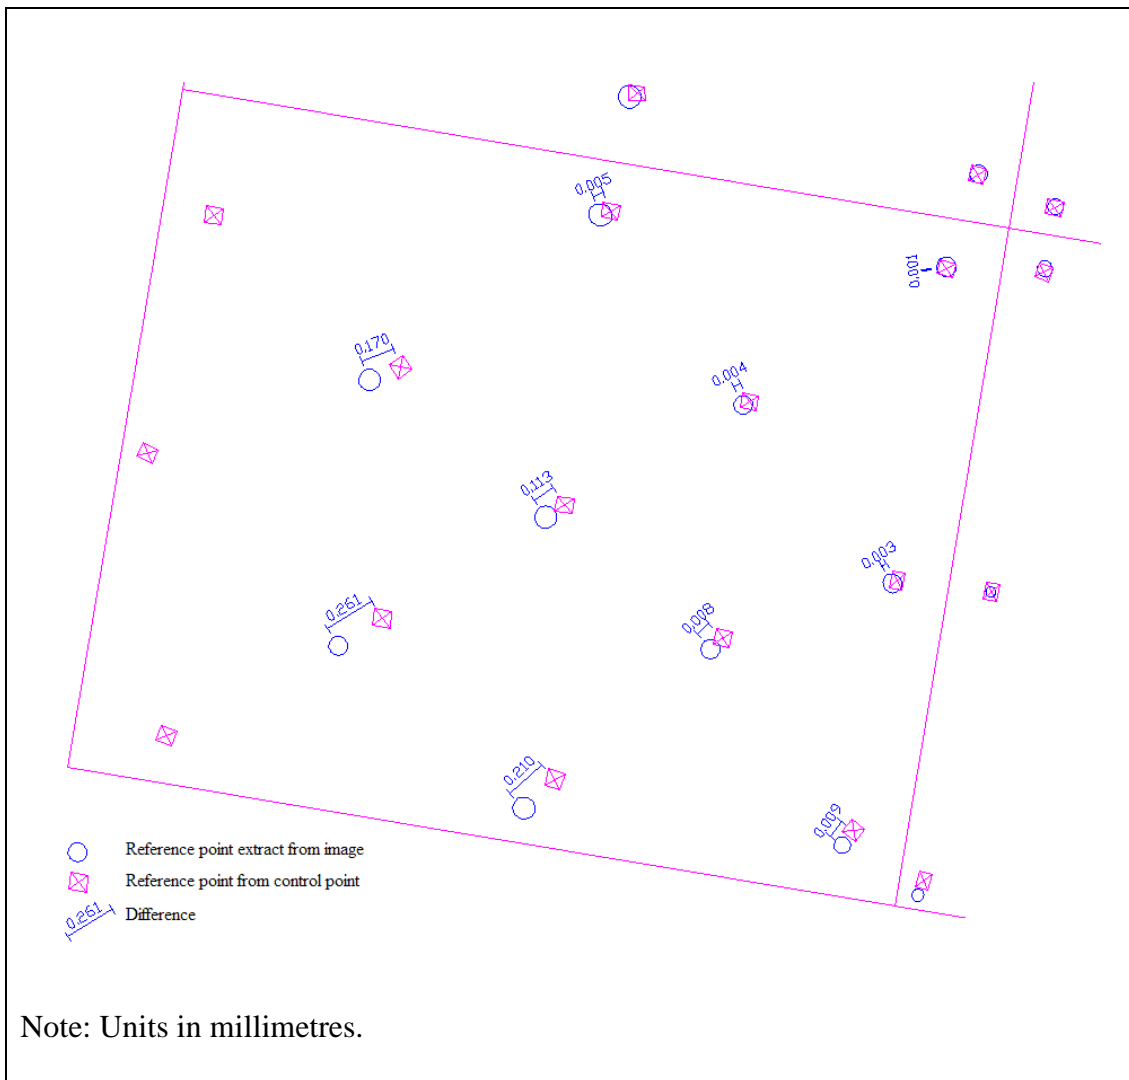 0.005
0.001
0.170
0.004
0.113
0.003
0.261
0.008
0.210
0.009
Reference point extract from image
Reference point from control point
0.261
Difference
Note: Units in millimetres.